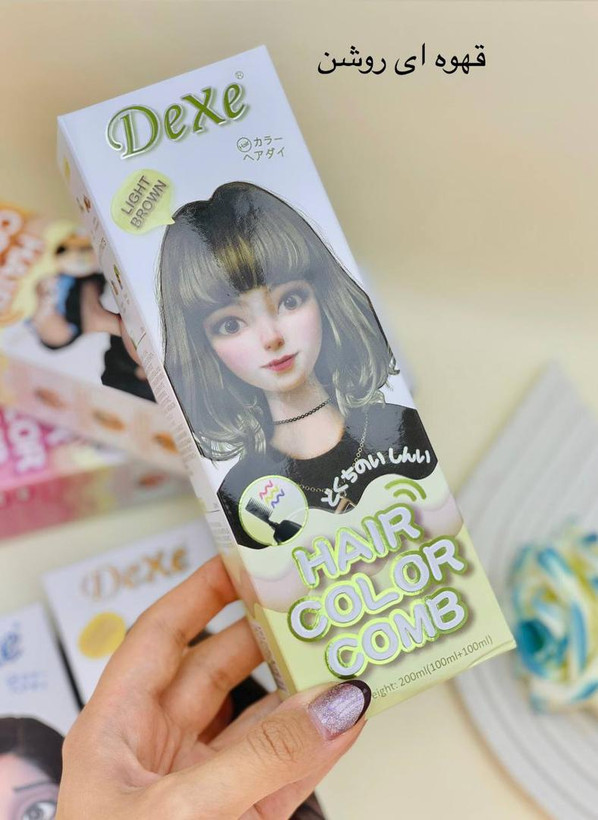 قهوه ای روشن
DeXe®
Hair カラー
ヘアダイ
LIGHT
BROWN
HAIR
COLOR
COMB
eight: 200ml(100ml+100ml)
DeXe